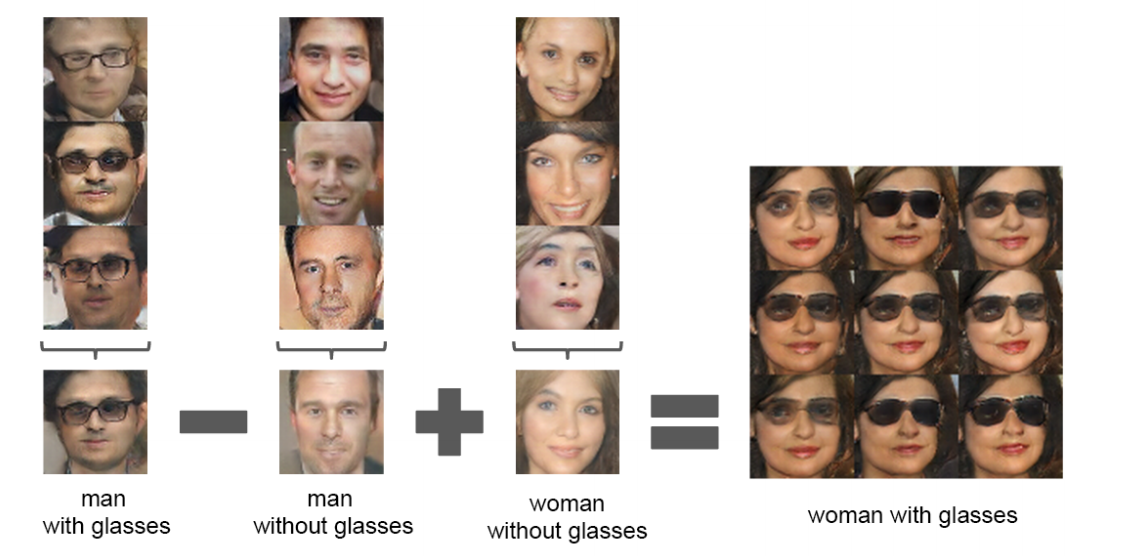 man
with glasses
man
without glasses
woman
without glasses
woman with glasses